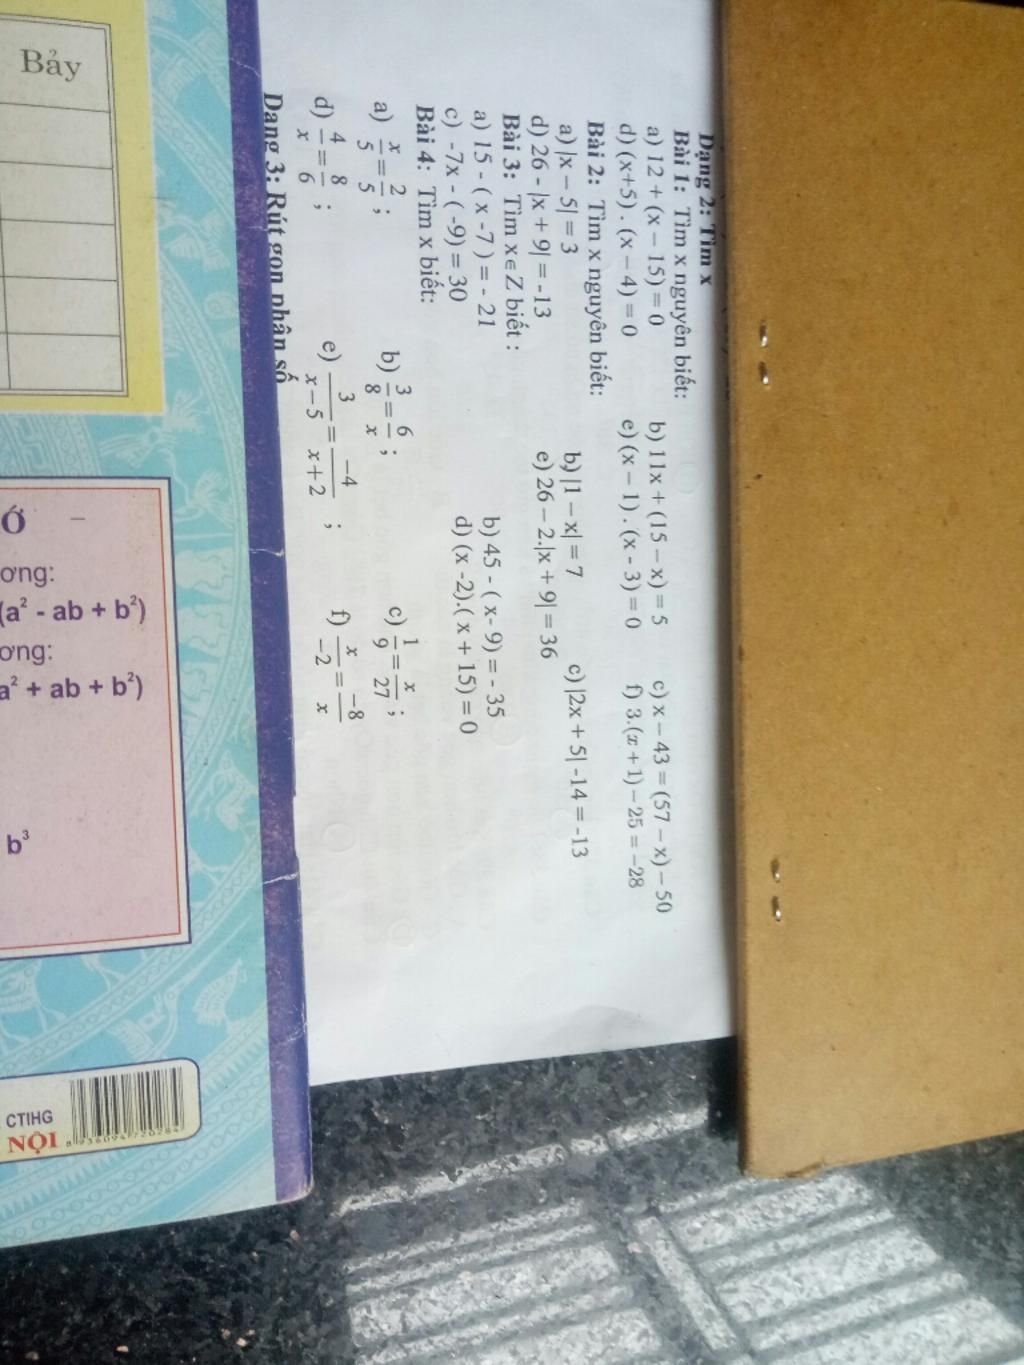 Dạng 2: Tìm x
Bài 1: Tìm x nguyên biết:
a) 12 + (x – 15) = 0 b) 11x + (15 – x) = 5 c) x – 43 = (57 – x) – 50
d) (x+5) . (x – 4) = 0 e) (x – 1) . (x - 3) = 0 f) 3.(x + 1) – 25 = –28
Bài 2: Tìm x nguyên biết:
a) |x – 5| = 3 b) |1 – x| = 7 c) |2x + 5| -14 = -13
d) 26 - |x + 9| = -13 e) 26 – 2.|x + 9| = 36
Bài 3: Tìm x ∈ Z biết :
a) 15 - ( x -7 ) = - 21 b) 45 - ( x- 9) = - 35
c) -7x - ( -9) = 30 d) (x -2).( x + 15) = 0
Bài 4: Tìm x biết:
a) x/5 = 2/5 ; b) 3/8 = 6/x ; c) 1/9 = x/27 ;
d) 4/x = 8/6 ; e) 3/(x–5) = –4/(x+2) ; f) x/–2 = –8/x
Dạng 3: Rút gọn phân số
Bảy
Ớ
ơng:
(a² - ab + b²)
ơng:
a² + ab + b²)
b³
CTIHG
NỘI
8936094720284